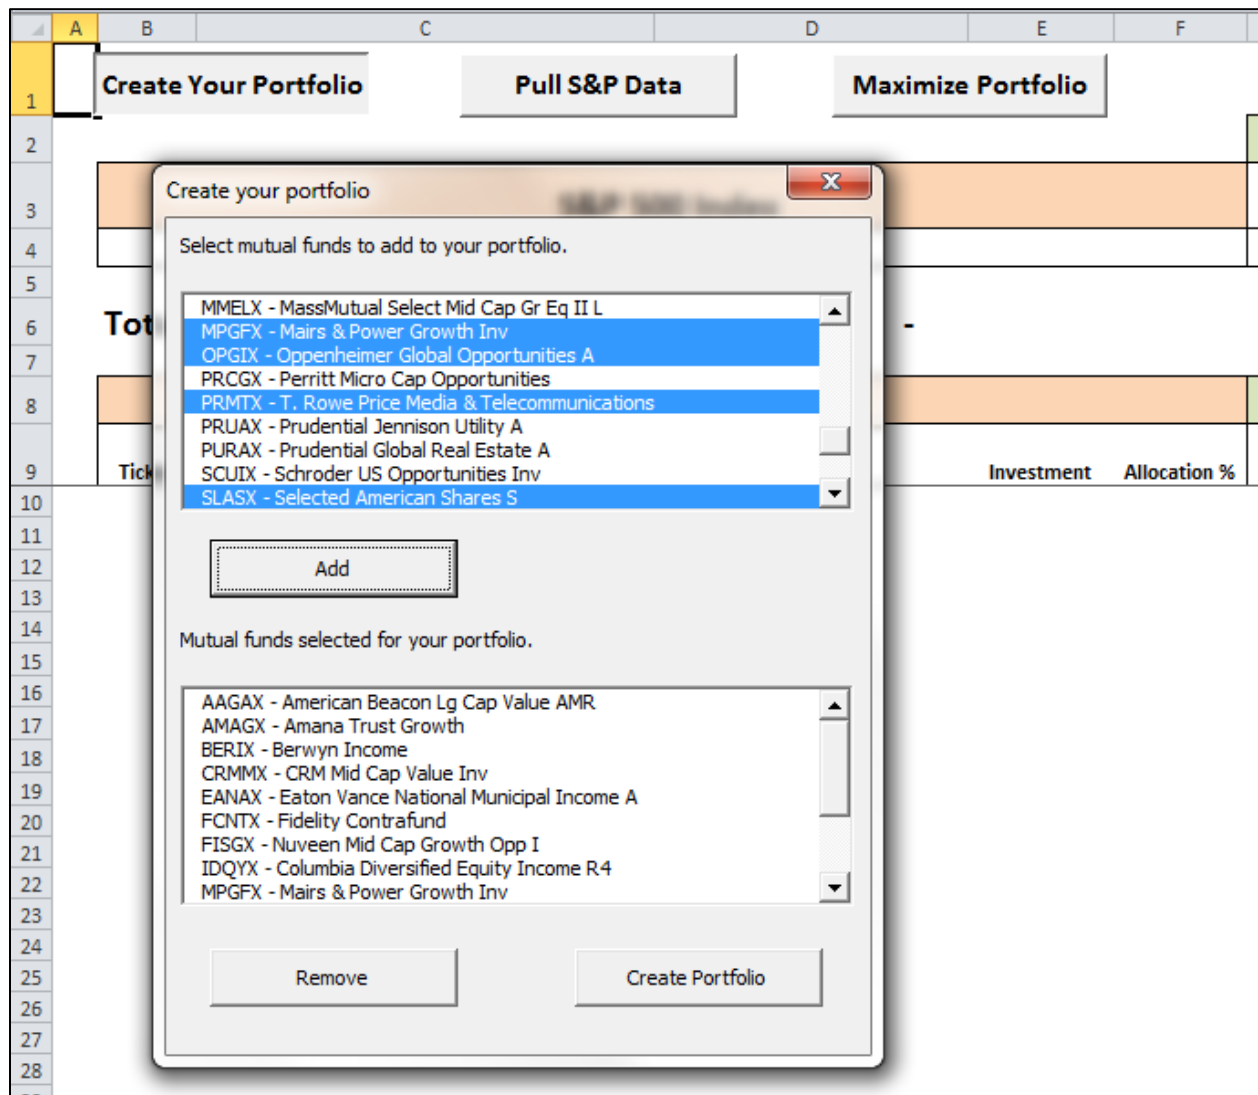 A B C D E F
1 Create Your Portfolio Pull S&P Data Maximize Portfolio
2
3 S&P 500 Index
4
5
6 Tot -
7
8
9 Tick Investment Allocation %
10
11
12
13
14
15
16
17
18
19
20
21
22
23
24
25
26
27
28
Create your portfolio
Select mutual funds to add to your portfolio.
MMELX - MassMutual Select Mid Cap Gr Eq II L
MPGFX - Mairs & Power Growth Inv
OPGIX - Oppenheimer Global Opportunities A
PRCGX - Perritt Micro Cap Opportunities
PRMTX - T. Rowe Price Media & Telecommunications
PRUAX - Prudential Jennison Utility A
PURAX - Prudential Global Real Estate A
SCUIX - Schroder US Opportunities Inv
SLASX - Selected American Shares S
Add
Mutual funds selected for your portfolio.
AAGAX - American Beacon Lg Cap Value AMR
AMAGX - Amana Trust Growth
BERIX - Berwyn Income
CRMMX - CRM Mid Cap Value Inv
EANAX - Eaton Vance National Municipal Income A
FCNTX - Fidelity Contrafund
FISGX - Nuveen Mid Cap Growth Opp I
IDQYX - Columbia Diversified Equity Income R4
MPGFX - Mairs & Power Growth Inv
Remove Create Portfolio